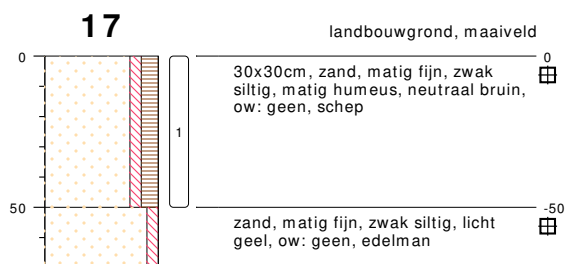 17
landbouwgrond, maaiveld
0
0
30x30cm, zand, matig fijn, zwak
siltig, matig humeus, neutraal bruin,
ow: geen, schep
1
50
-50
zand, matig fijn, zwak siltig, licht
geel, ow: geen, edelman